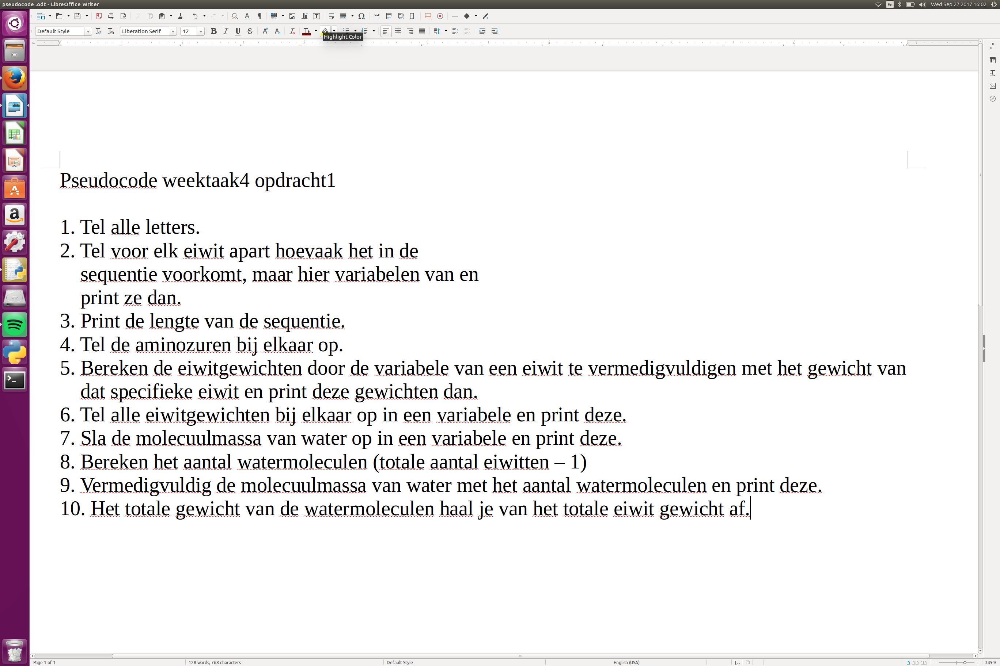 pseudocode .odt - LibreOffice Writer
En
Wed Sep 27 2017 16:02
Default Style
Liberation Serif
12
Highlight Color
1 2 3 4 5 6 7
Pseudocode weektaak4 opdracht1
1. Tel alle letters.
2. Tel voor elk eiwit apart hoevaak het in de
sequentie voorkomt, maar hier variabelen van en
print ze dan.
3. Print de lengte van de sequentie.
4. Tel de aminozuren bij elkaar op.
5. Bereken de eiwitgewichten door de variabele van een eiwit te vermedigvuldigen met het gewicht van
dat specifieke eiwit en print deze gewichten dan.
6. Tel alle eiwitgewichten bij elkaar op in een variabele en print deze.
7. Sla de molecuulmassa van water op in een variabele en print deze.
8. Bereken het aantal watermoleculen (totale aantal eiwitten – 1)
9. Vermedigvuldig de molecuulmassa van water met het aantal watermoleculen en print deze.
10. Het totale gewicht van de watermoleculen haal je van het totale eiwit gewicht af.
Page 1 of 1
128 words, 768 characters
Default Style
English (USA)
349%